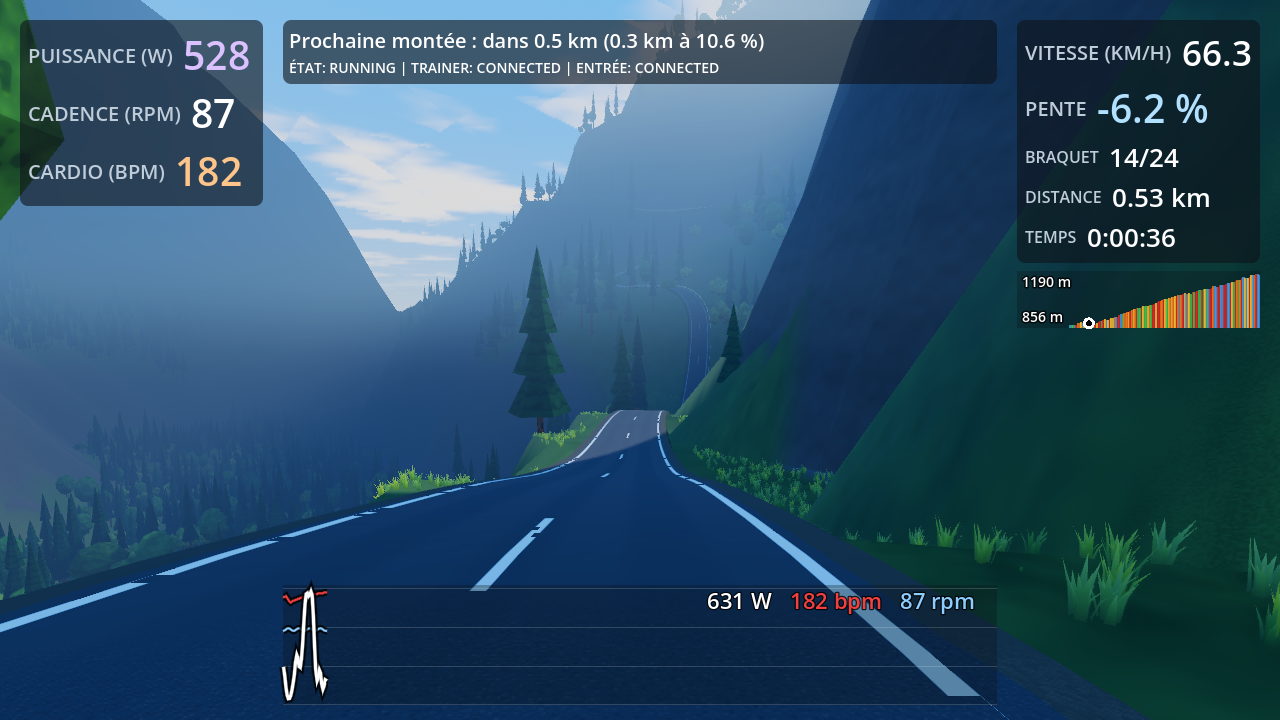 PUISSANCE (W) 528
CADENCE (RPM) 87
CARDIO (BPM) 182
Prochaine montée : dans 0.5 km (0.3 km à 10.6 %)
ÉTAT: RUNNING | TRAINER: CONNECTED | ENTRÉE: CONNECTED
VITESSE (KM/H) 66.3
PENTE -6.2 %
BRAQUET 14/24
DISTANCE 0.53 km
TEMPS 0:00:36
1190 m
856 m
631 W 182 bpm 87 rpm